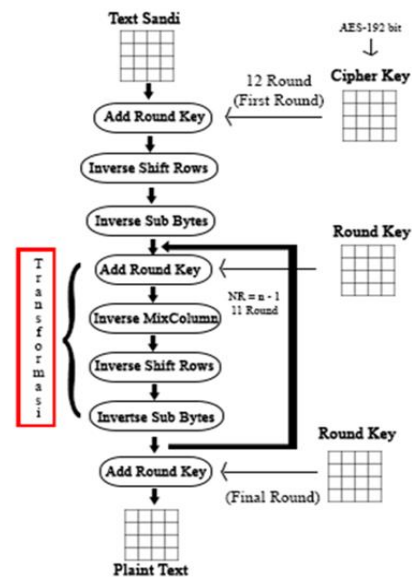 Text Sandi
AES-192 bit
12 Round
(First Round)
Cipher Key
Add Round Key
Inverse Shift Rows
Inverse Sub Bytes
Round Key
Transformasi
Add Round Key
NR = n - 1
11 Round
Inverse MixColumn
Inverse Shift Rows
Invertse Sub Bytes
Round Key
Add Round Key
(Final Round)
Plaint Text